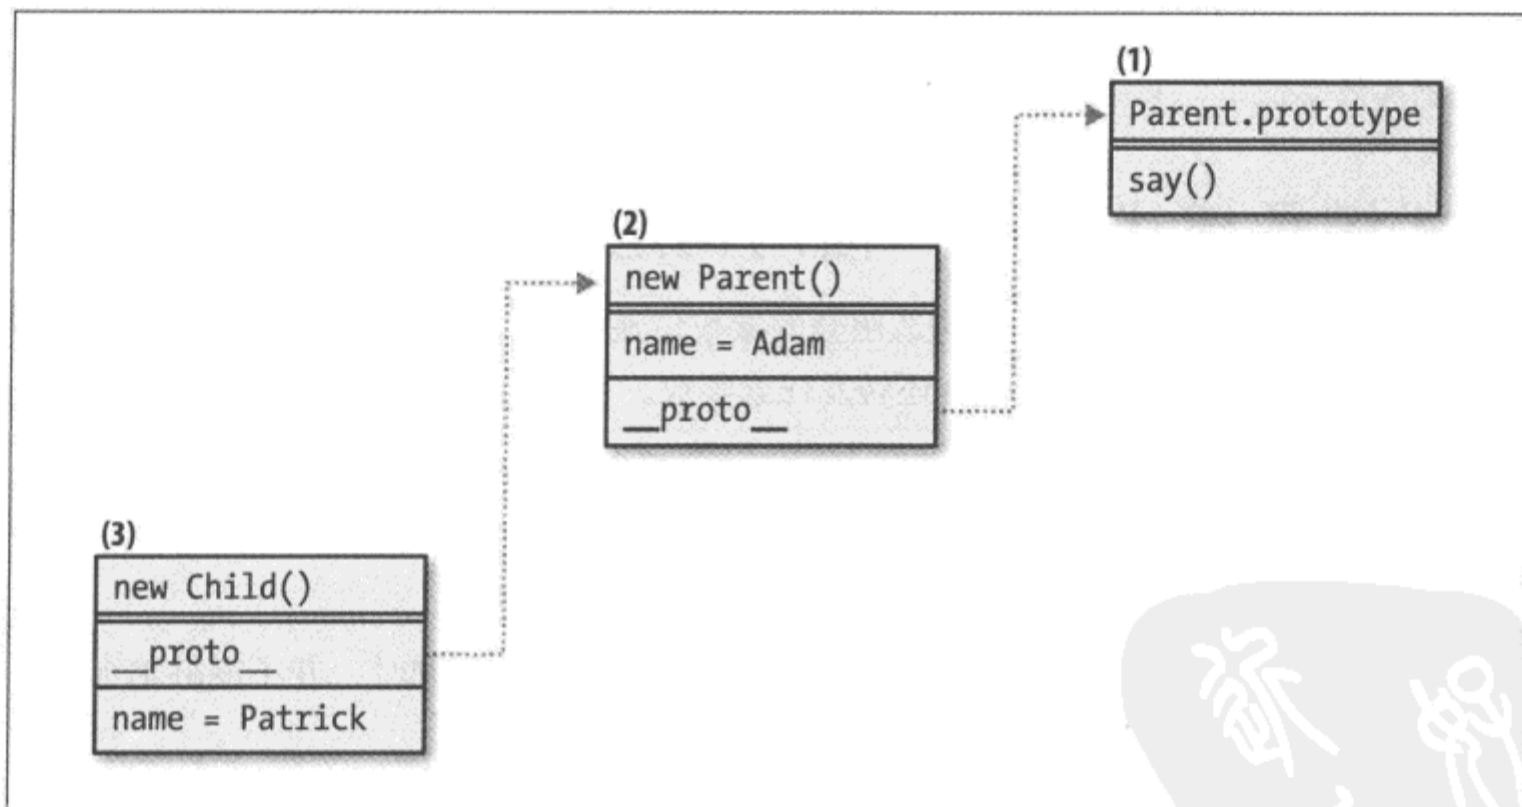 (1)
Parent.prototype
say()
(2)
new Parent()
name = Adam
__proto__
(3)
new Child()
__proto__
name = Patrick